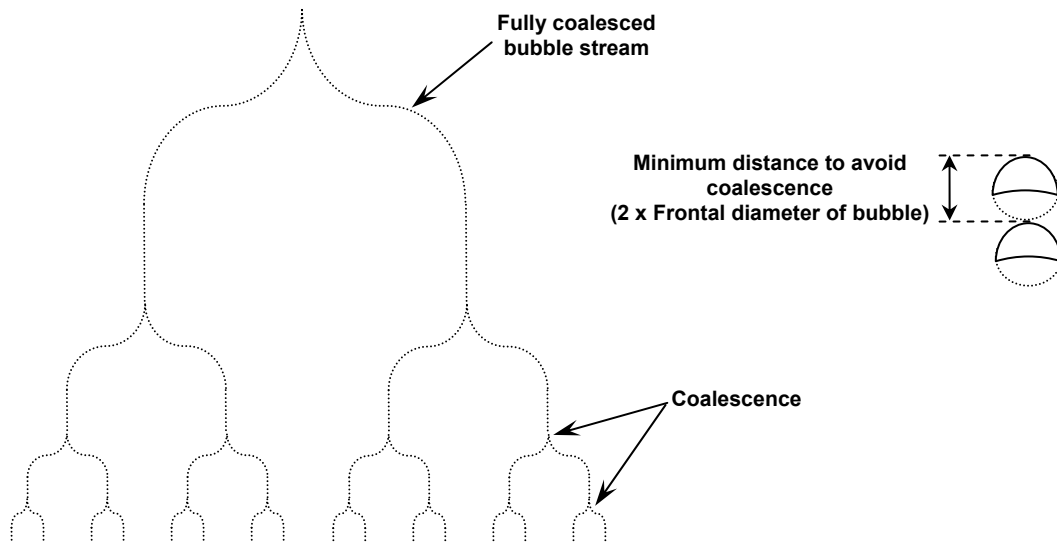 Fully coalesced
bubble stream
Minimum distance to avoid
coalescence
(2 x Frontal diameter of bubble)
Coalescence